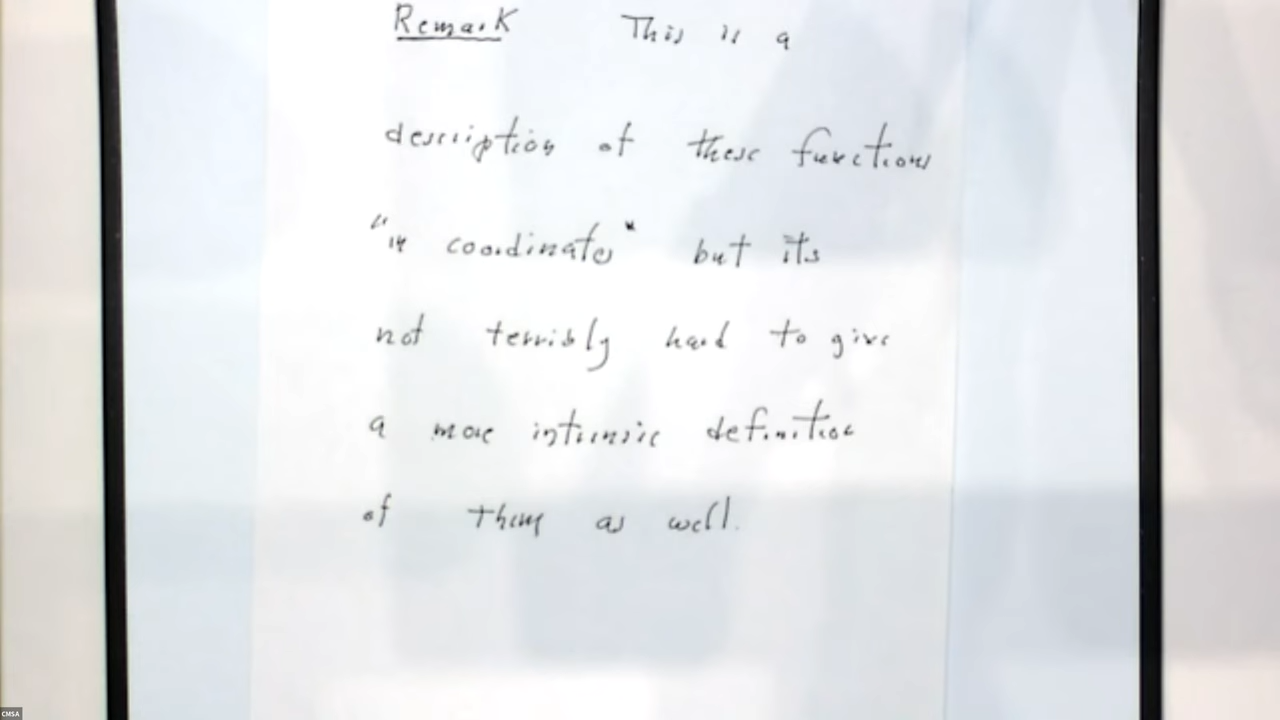 Remark This is a
description of these functions
"in coordinates" but its
not terribly hard to give
a more intrinsic definition
of them as well.
CMSA